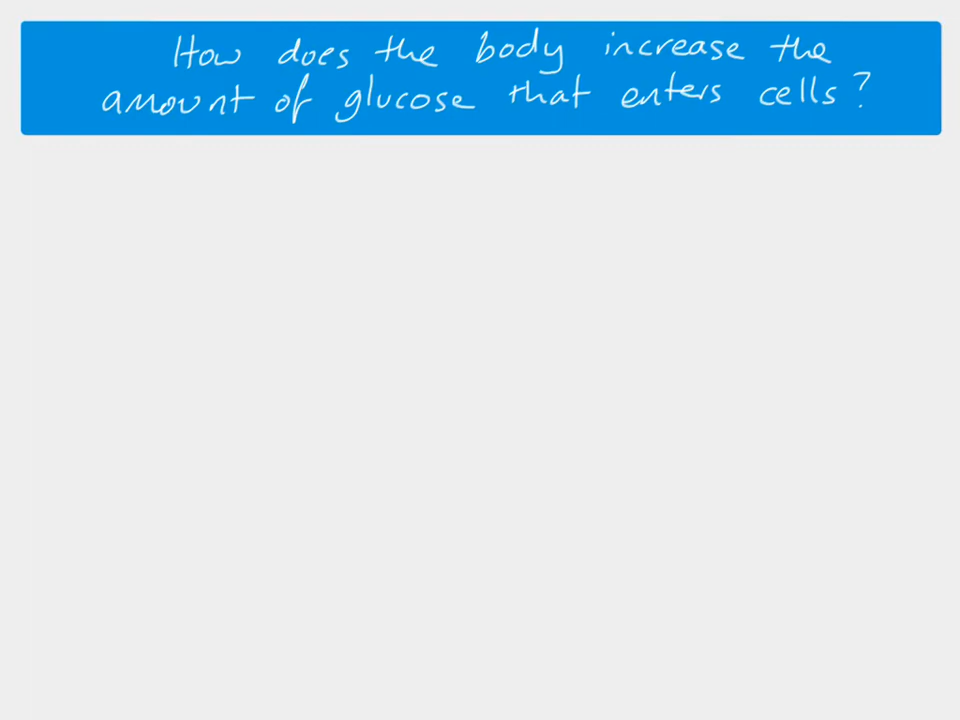 How does the body increase the
amount of glucose that enters cells?